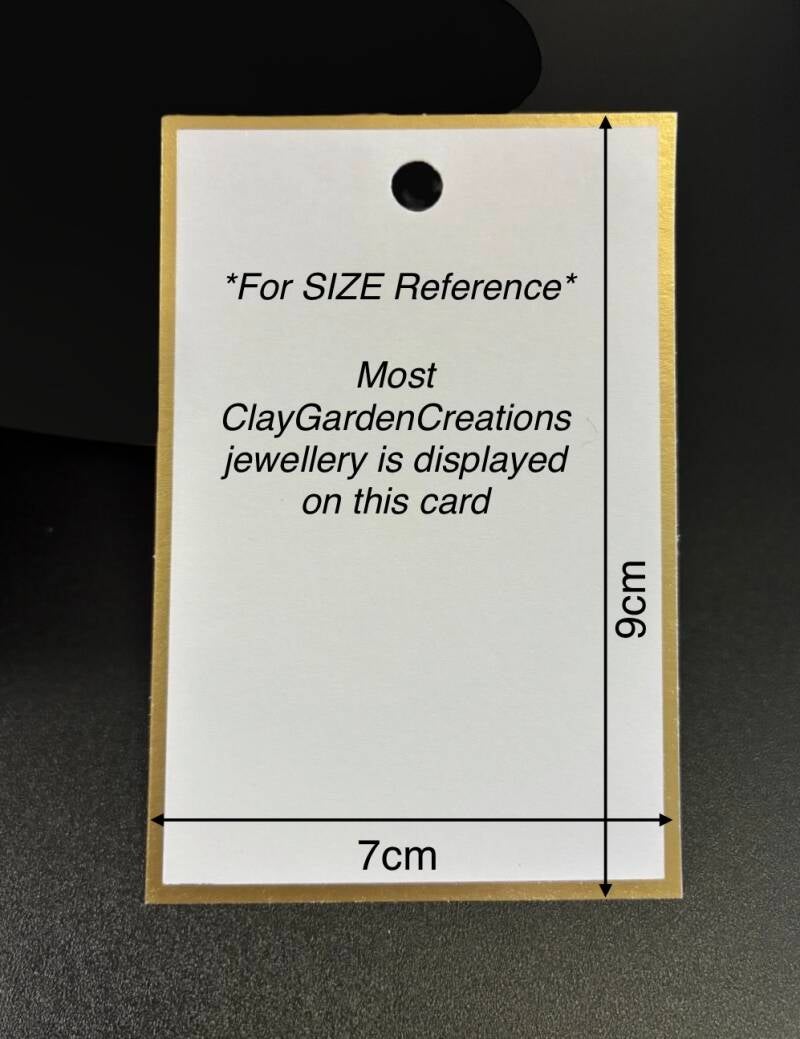 *For SIZE Reference*
Most
ClayGardenCreations
jewellery is displayed
on this card
9cm
7cm